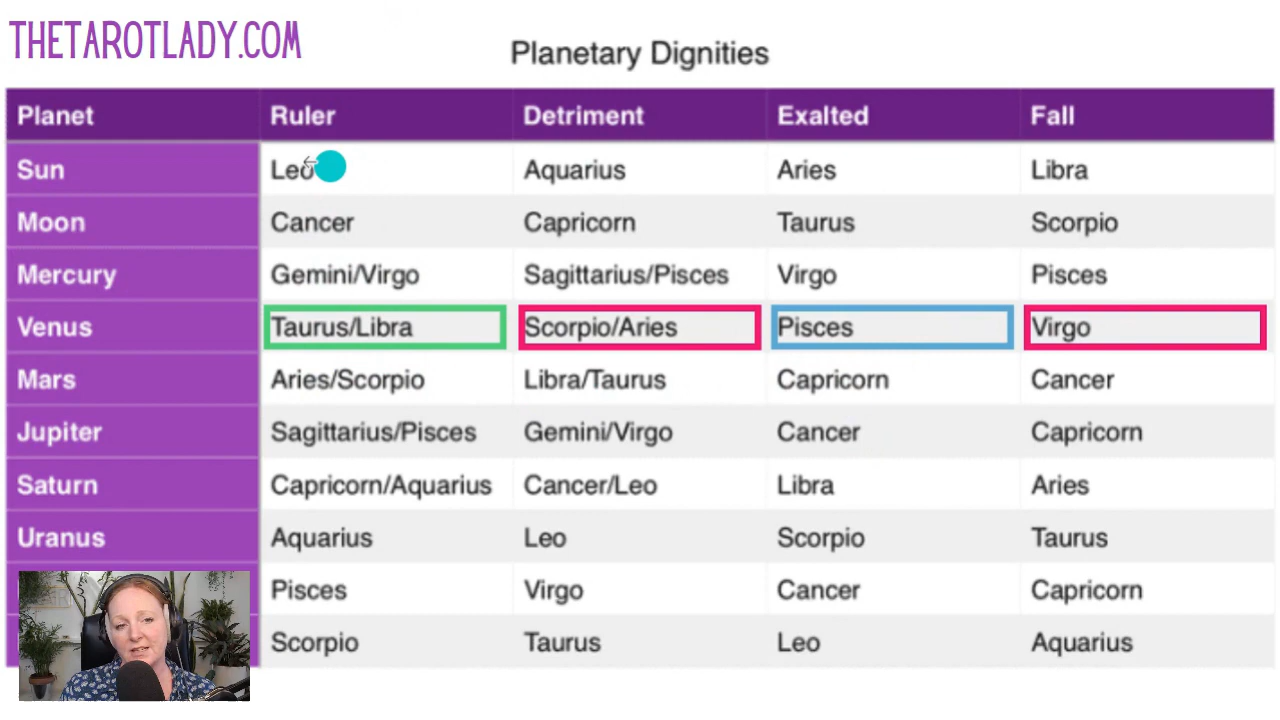 THETAROTLADY.COM
Planetary Dignities
Planet Ruler Detriment Exalted Fall
Sun Leo Aquarius Aries Libra
Moon Cancer Capricorn Taurus Scorpio
Mercury Gemini/Virgo Sagittarius/Pisces Virgo Pisces
Venus Taurus/Libra Scorpio/Aries Pisces Virgo
Mars Aries/Scorpio Libra/Taurus Capricorn Cancer
Jupiter Sagittarius/Pisces Gemini/Virgo Cancer Capricorn
Saturn Capricorn/Aquarius Cancer/Leo Libra Aries
Uranus Aquarius Leo Scorpio Taurus
Pisces Virgo Cancer Capricorn
Scorpio Taurus Leo Aquarius